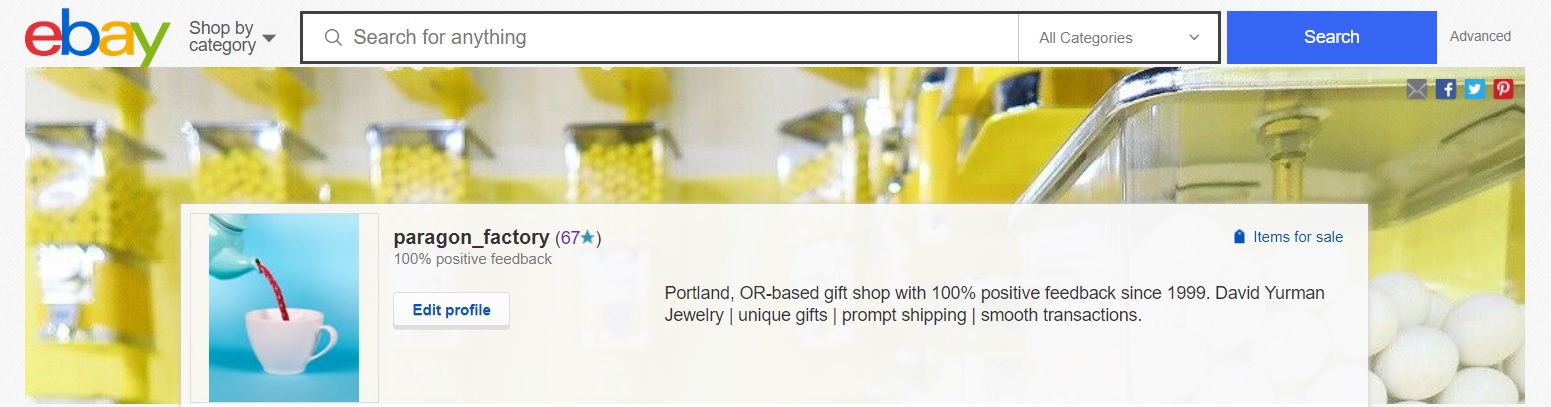 ebay
Shop by
category
Search for anything
All Categories
Search
Advanced
paragon_factory (67★)
100% positive feedback
Items for sale
Edit profile
Portland, OR-based gift shop with 100% positive feedback since 1999. David Yurman
Jewelry | unique gifts | prompt shipping | smooth transactions.